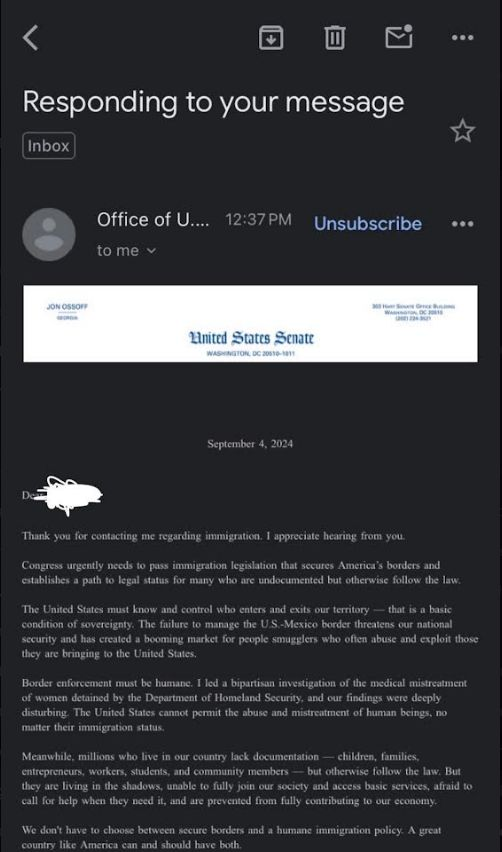 Responding to your message
Inbox
Office of U.... 12:37 PM Unsubscribe
to me
JON OSSOFF
GEORGIA
303 Hart Senate Office Building
Washington, DC 20510
(202) 224-3521
United States Senate
WASHINGTON, DC 20510-1011
September 4, 2024
Dear
Thank you for contacting me regarding immigration. I appreciate hearing from you.
Congress urgently needs to pass immigration legislation that secures America's borders and
establishes a path to legal status for many who are undocumented but otherwise follow the law.
The United States must know and control who enters and exits our territory — that is a basic
condition of sovereignty. The failure to manage the U.S.-Mexico border threatens our national
security and has created a booming market for people smugglers who often abuse and exploit those
they are bringing to the United States.
Border enforcement must be humane. I led a bipartisan investigation of the medical mistreatment
of women detained by the Department of Homeland Security, and our findings were deeply
disturbing. The United States cannot permit the abuse and mistreatment of human beings, no
matter their immigration status.
Meanwhile, millions who live in our country lack documentation — children, families,
entrepreneurs, workers, students, and community members — but otherwise follow the law. But
they are living in the shadows, unable to fully join our society and access basic services, afraid to
call for help when they need it, and are prevented from fully contributing to our economy.
We don't have to choose between secure borders and a humane immigration policy. A great
country like America can and should have both.